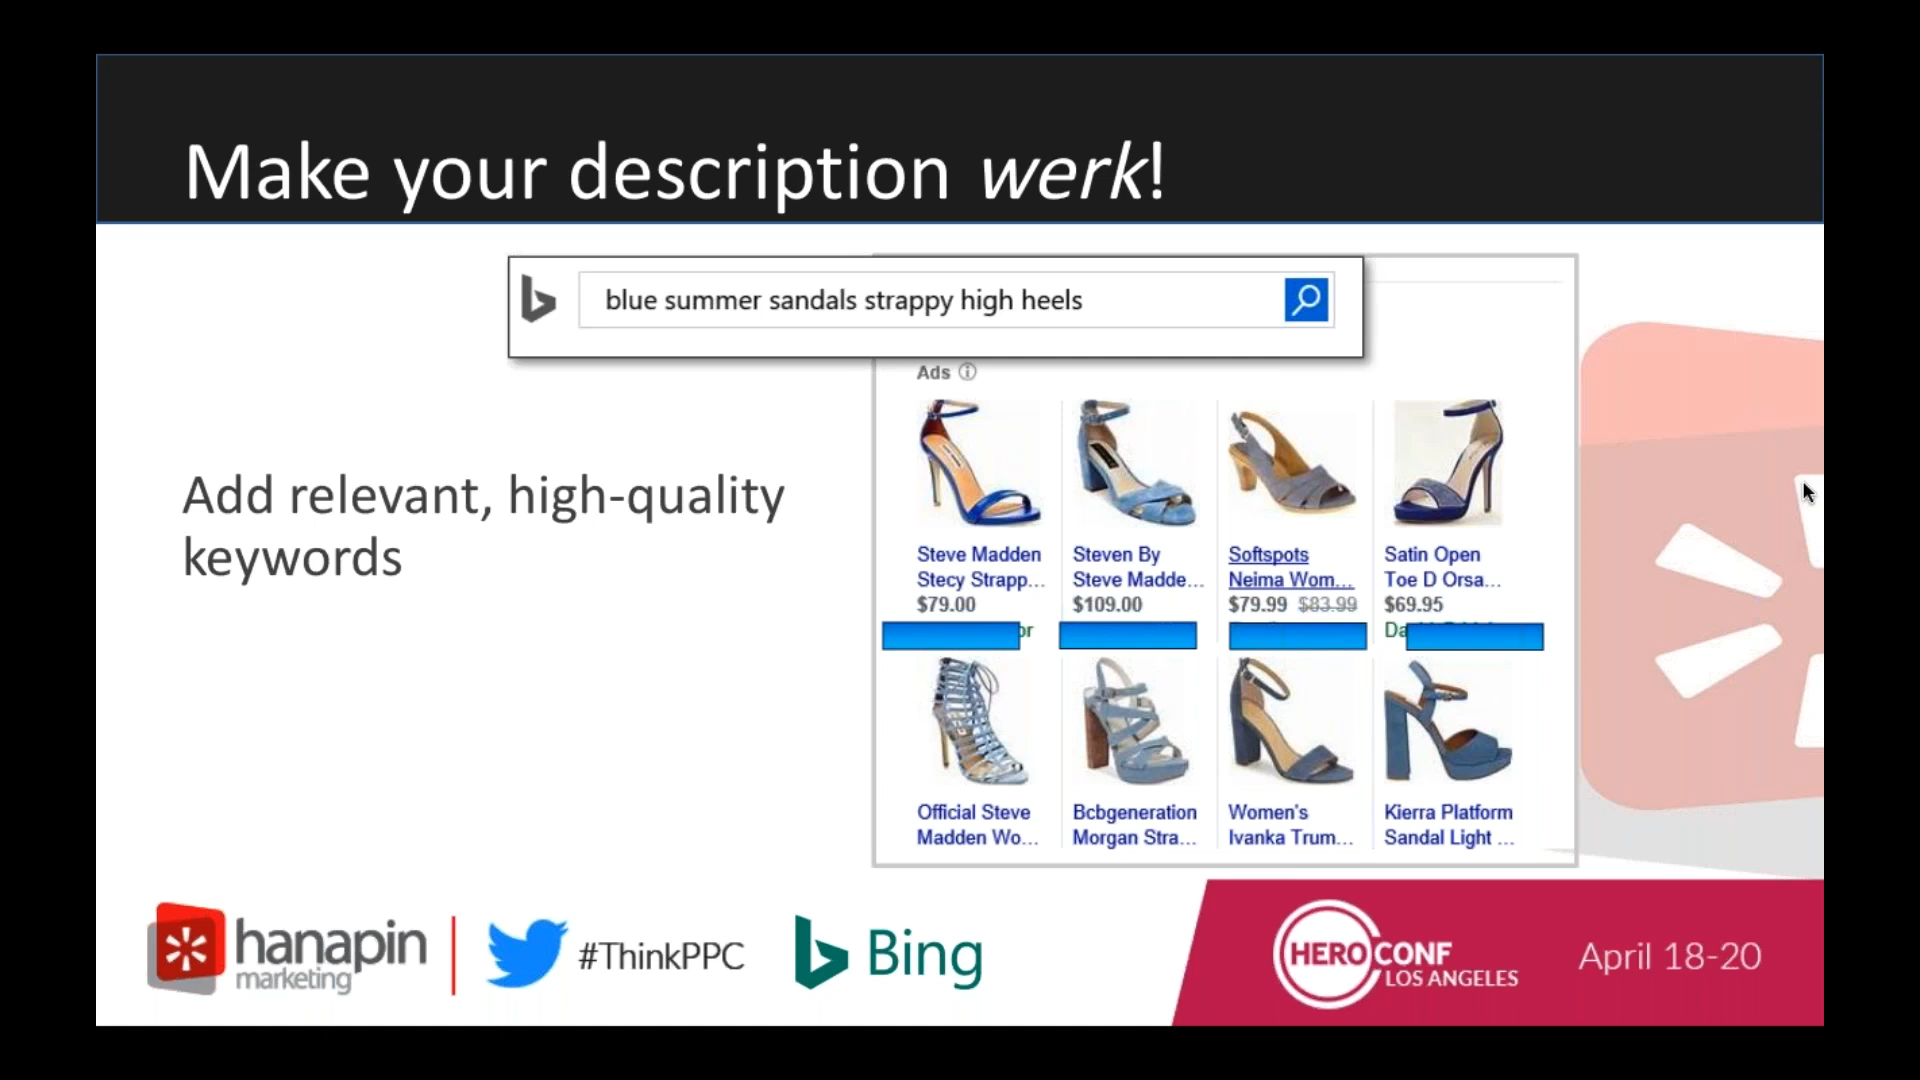 Make your description werk!
blue summer sandals strappy high heels
Ads
Add relevant, high-quality
keywords
Steve Madden
Stecy Strapp...
$79.00
Steven By
Steve Madde...
$109.00
Softspots
Neima Wom...
$79.99 $83.99
Satin Open
Toe D Orsa...
$69.95
Official Steve
Madden Wo...
Bcbgeneration
Morgan Stra...
Women's
Ivanka Trum...
Kierra Platform
Sandal Light ...
hanapin
marketing
#ThinkPPC
Bing
HEROCONF
LOS ANGELES
April 18-20